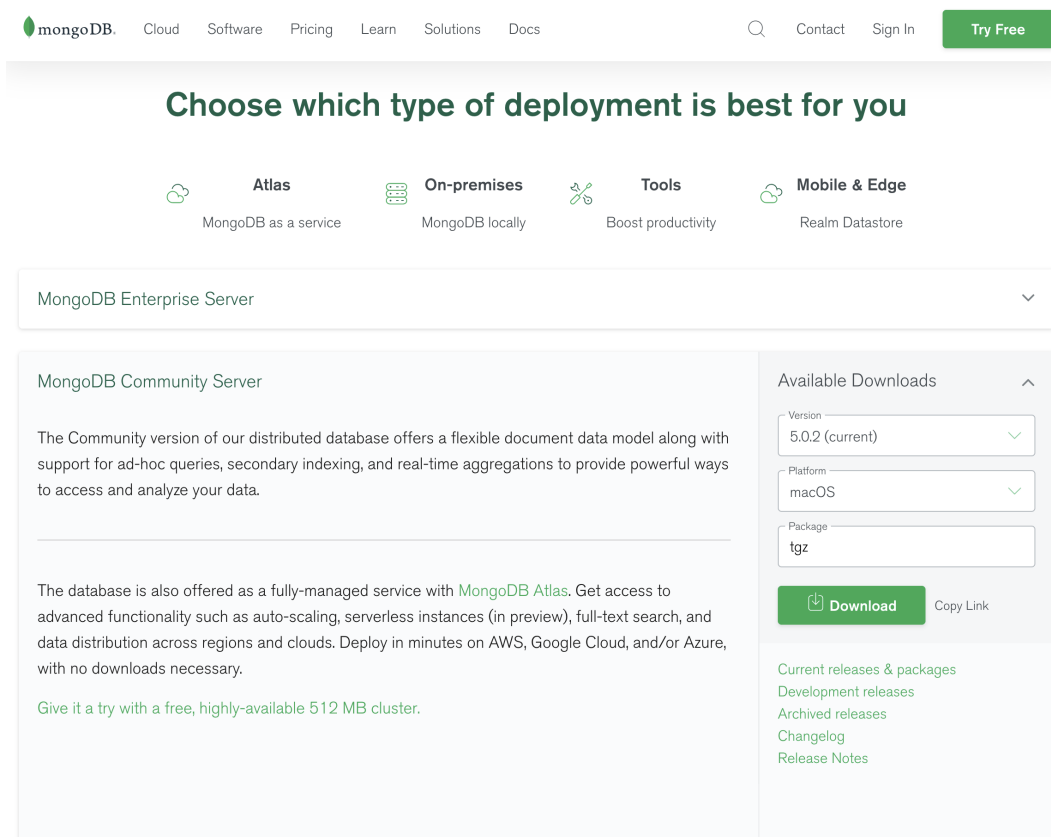 mongoDB. Cloud Software Pricing Learn Solutions Docs Contact Sign In Try Free
Choose which type of deployment is best for you
Atlas On-premises Tools Mobile & Edge
MongoDB as a service MongoDB locally Boost productivity Realm Datastore
MongoDB Enterprise Server
MongoDB Community Server
The Community version of our distributed database offers a flexible document data model along with
support for ad-hoc queries, secondary indexing, and real-time aggregations to provide powerful ways
to access and analyze your data.
The database is also offered as a fully-managed service with MongoDB Atlas. Get access to
advanced functionality such as auto-scaling, serverless instances (in preview), full-text search, and
data distribution across regions and clouds. Deploy in minutes on AWS, Google Cloud, and/or Azure,
with no downloads necessary.
Give it a try with a free, highly-available 512 MB cluster.
Available Downloads
Version
5.0.2 (current)
Platform
macOS
Package
tgz
Download Copy Link
Current releases & packages
Development releases
Archived releases
Changelog
Release Notes